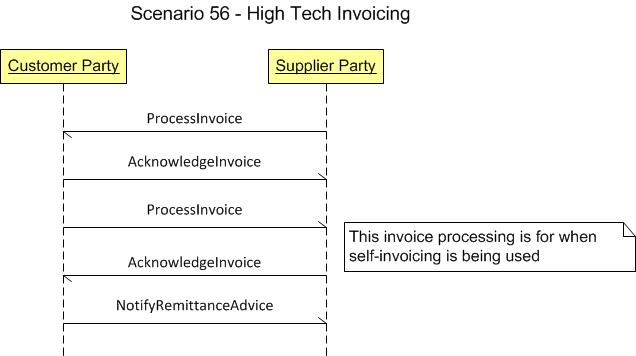 Scenario 56 - High Tech Invoicing
Customer Party
Supplier Party
ProcessInvoice
AcknowledgeInvoice
ProcessInvoice
This invoice processing is for when
self-invoicing is being used
AcknowledgeInvoice
NotifyRemittanceAdvice